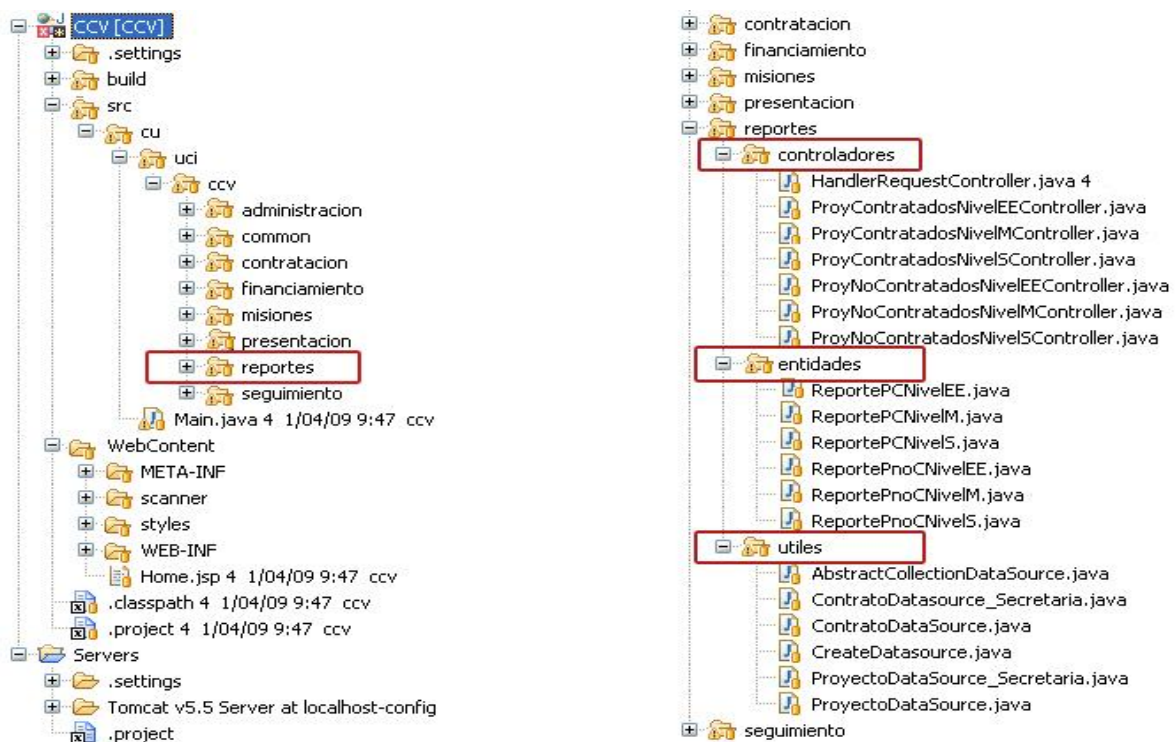 CCV [CCV]
.settings
build
src
cu
uci
ccv
administracion
common
contratacion
financiamiento
misiones
presentacion
reportes
seguimiento
Main.java 4 1/04/09 9:47 ccv
WebContent
META-INF
scanner
styles
WEB-INF
Home.jsp 4 1/04/09 9:47 ccv
.classpath 4 1/04/09 9:47 ccv
.project 4 1/04/09 9:47 ccv
Servers
.settings
Tomcat v5.5 Server at localhost-config
.project
contratacion
financiamiento
misiones
presentacion
reportes
controladores
HandlerRequestController.java 4
ProyContratadosNivelEEController.java
ProyContratadosNivelMController.java
ProyContratadosNivelSController.java
ProyNoContratadosNivelEEController.java
ProyNoContratadosNivelMController.java
ProyNoContratadosNivelSController.java
entidades
ReportePCNivelEE.java
ReportePCNivelM.java
ReportePCNivelS.java
ReportePnoCNivelEE.java
ReportePnoCNivelM.java
ReportePnoCNivelS.java
utiles
AbstractCollectionDataSource.java
ContratoDatasource_Secretaria.java
ContratoDataSource.java
CreateDatasource.java
ProyectoDataSource_Secretaria.java
ProyectoDataSource.java
seguimiento